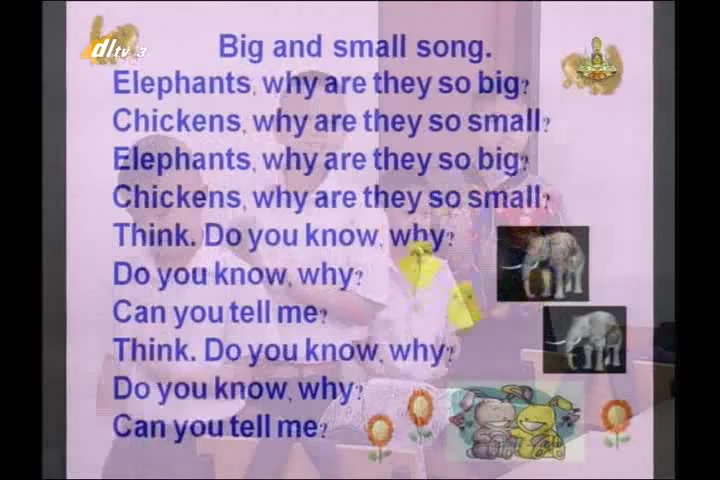 dltv 3
Big and small song.
Elephants, why are they so big?
Chickens, why are they so small?
Elephants, why are they so big?
Chickens, why are they so small?
Think. Do you know, why?
Do you know, why?
Can you tell me?
Think. Do you know, why?
Do you know, why?
Can you tell me?